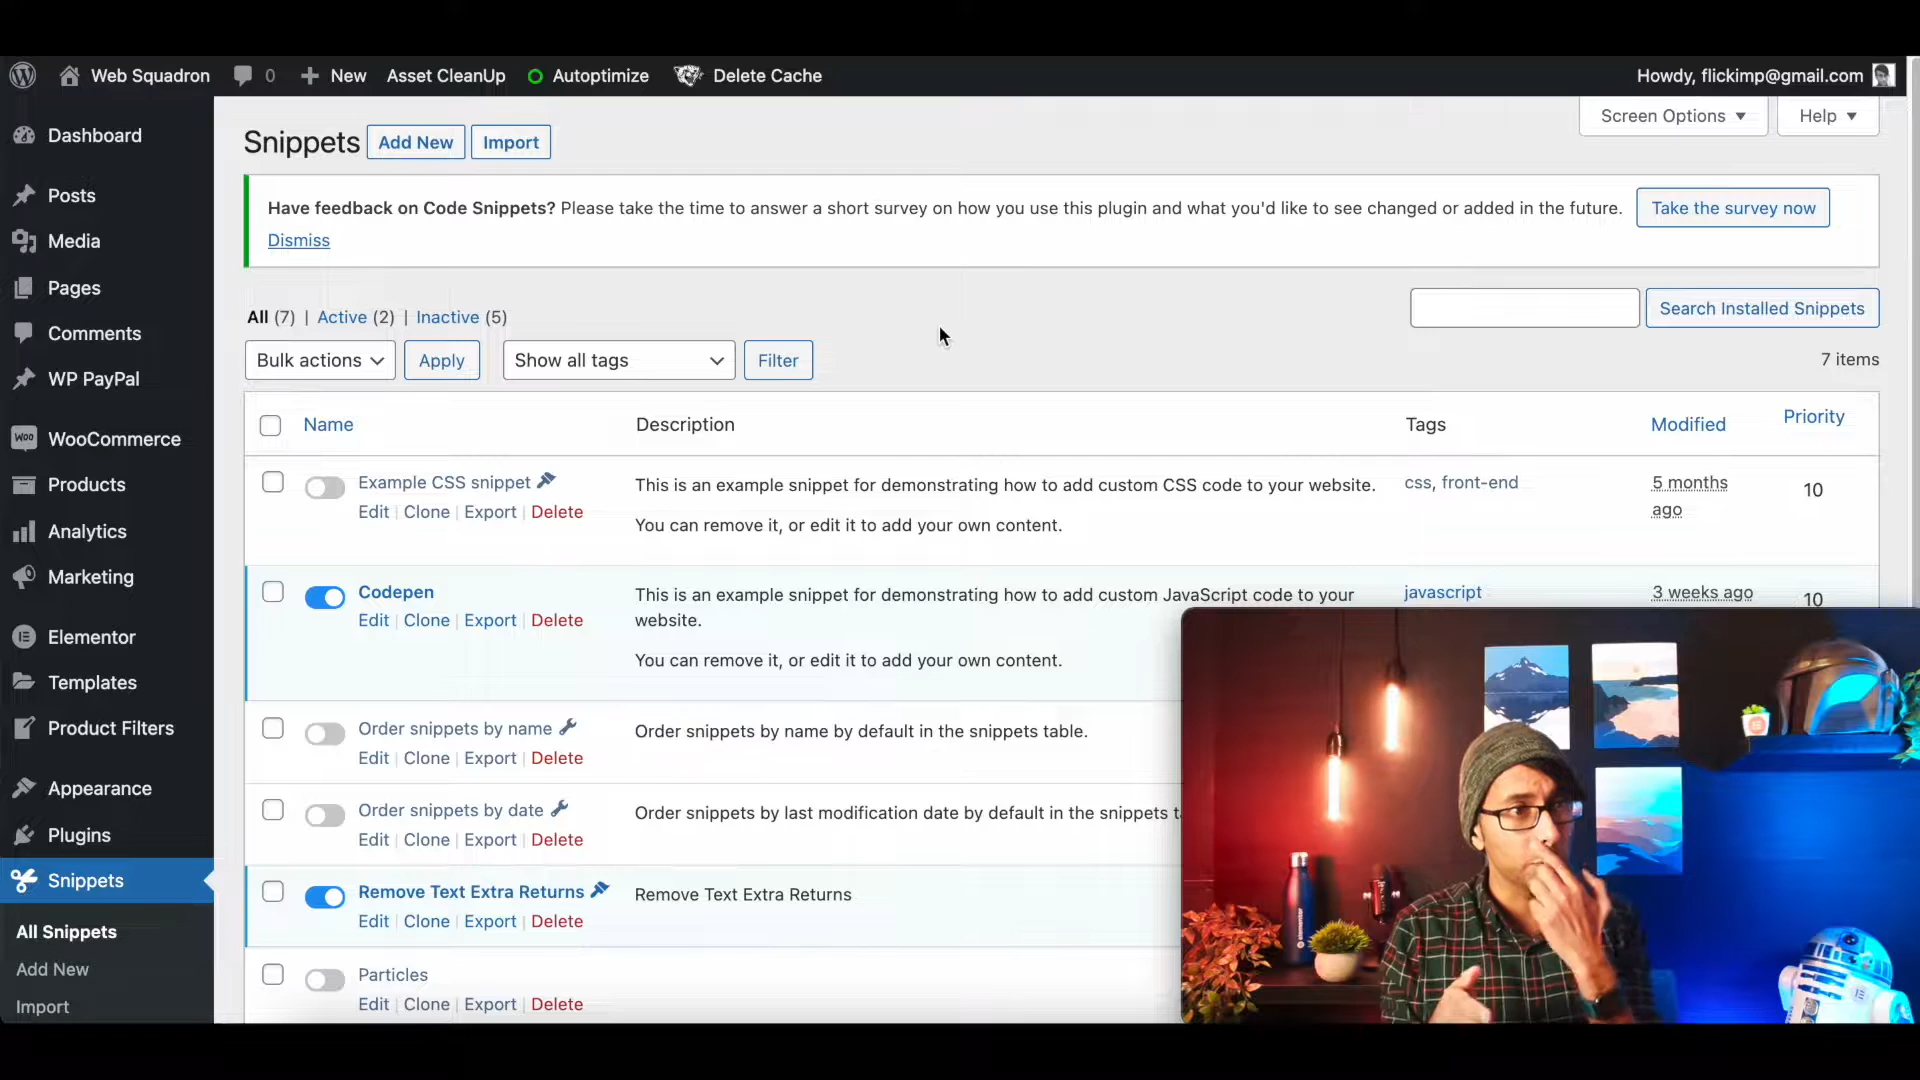 Web Squadron 0 New Asset CleanUp Autoptimize Delete Cache Howdy, flickimp@gmail.com
Screen Options Help
Dashboard
Posts
Media
Pages
Comments
WP PayPal
WooCommerce
Products
Analytics
Marketing
Elementor
Templates
Product Filters
Appearance
Plugins
Snippets
All Snippets
Add New
Import
Snippets Add New Import
Have feedback on Code Snippets? Please take the time to answer a short survey on how you use this plugin and what you'd like to see changed or added in the future. Take the survey now
Dismiss
All (7) | Active (2) | Inactive (5)
Search Installed Snippets
Bulk actions Apply Show all tags Filter 7 items
Name Description Tags Modified Priority
Example CSS snippet
Edit | Clone | Export | Delete
This is an example snippet for demonstrating how to add custom CSS code to your website.
You can remove it, or edit it to add your own content.
css, front-end
5 months
ago
10
Codepen
Edit | Clone | Export | Delete
This is an example snippet for demonstrating how to add custom JavaScript code to your
website.
You can remove it, or edit it to add your own content.
javascript
3 weeks ago
10
Order snippets by name
Edit | Clone | Export | Delete
Order snippets by name by default in the snippets table.
Order snippets by date
Edit | Clone | Export | Delete
Order snippets by last modification date by default in the snippets
Remove Text Extra Returns
Edit | Clone | Export | Delete
Remove Text Extra Returns
Particles
Edit | Clone | Export | Delete